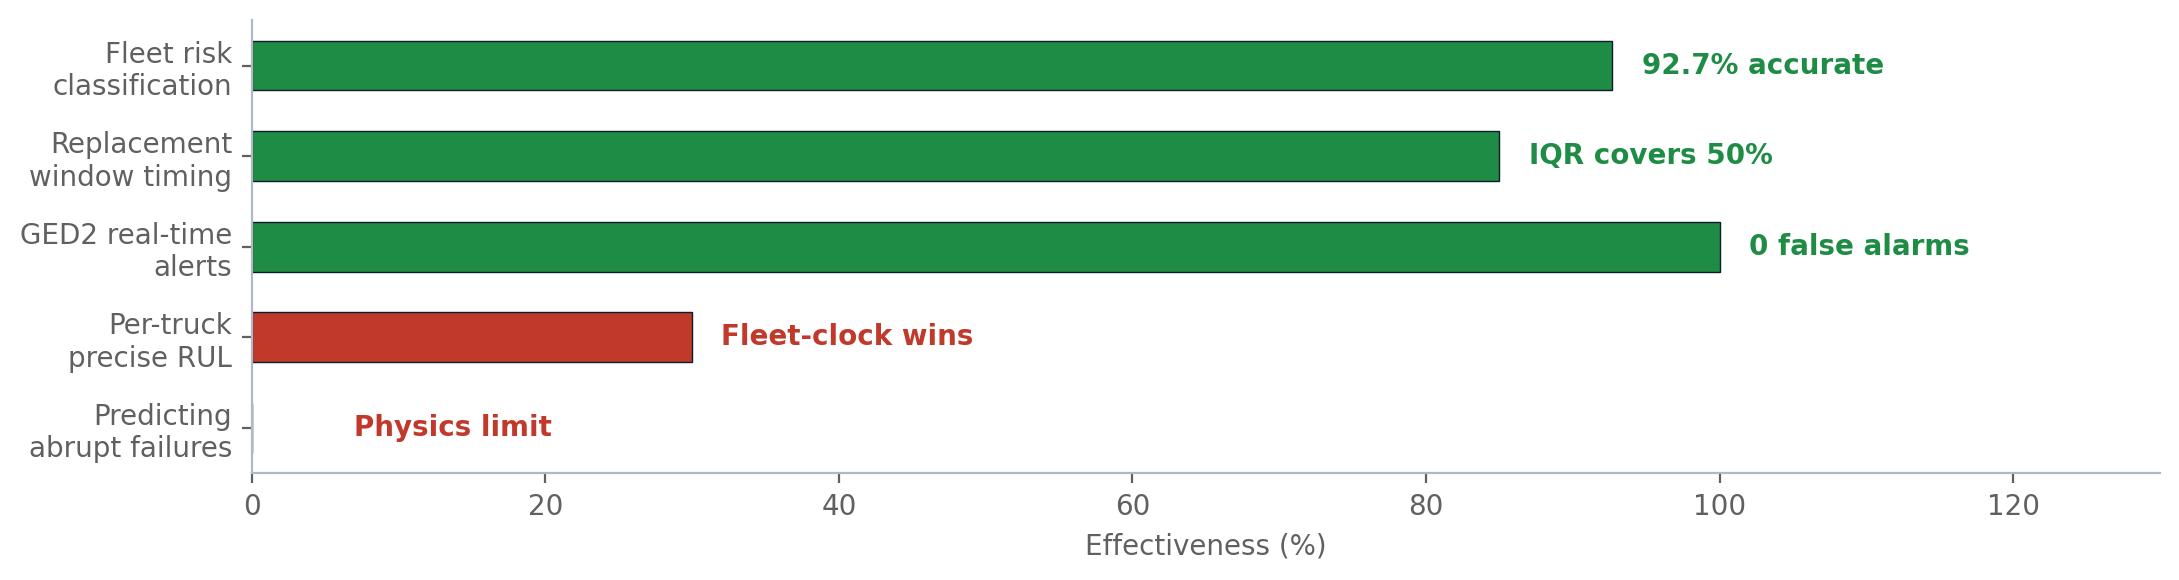 Fleet risk
classification
92.7% accurate
Replacement
window timing
IQR covers 50%
GED2 real-time
alerts
0 false alarms
Per-truck
precise RUL
Fleet-clock wins
Predicting
abrupt failures
Physics limit
0 20 40 60 80 100 120
Effectiveness (%)